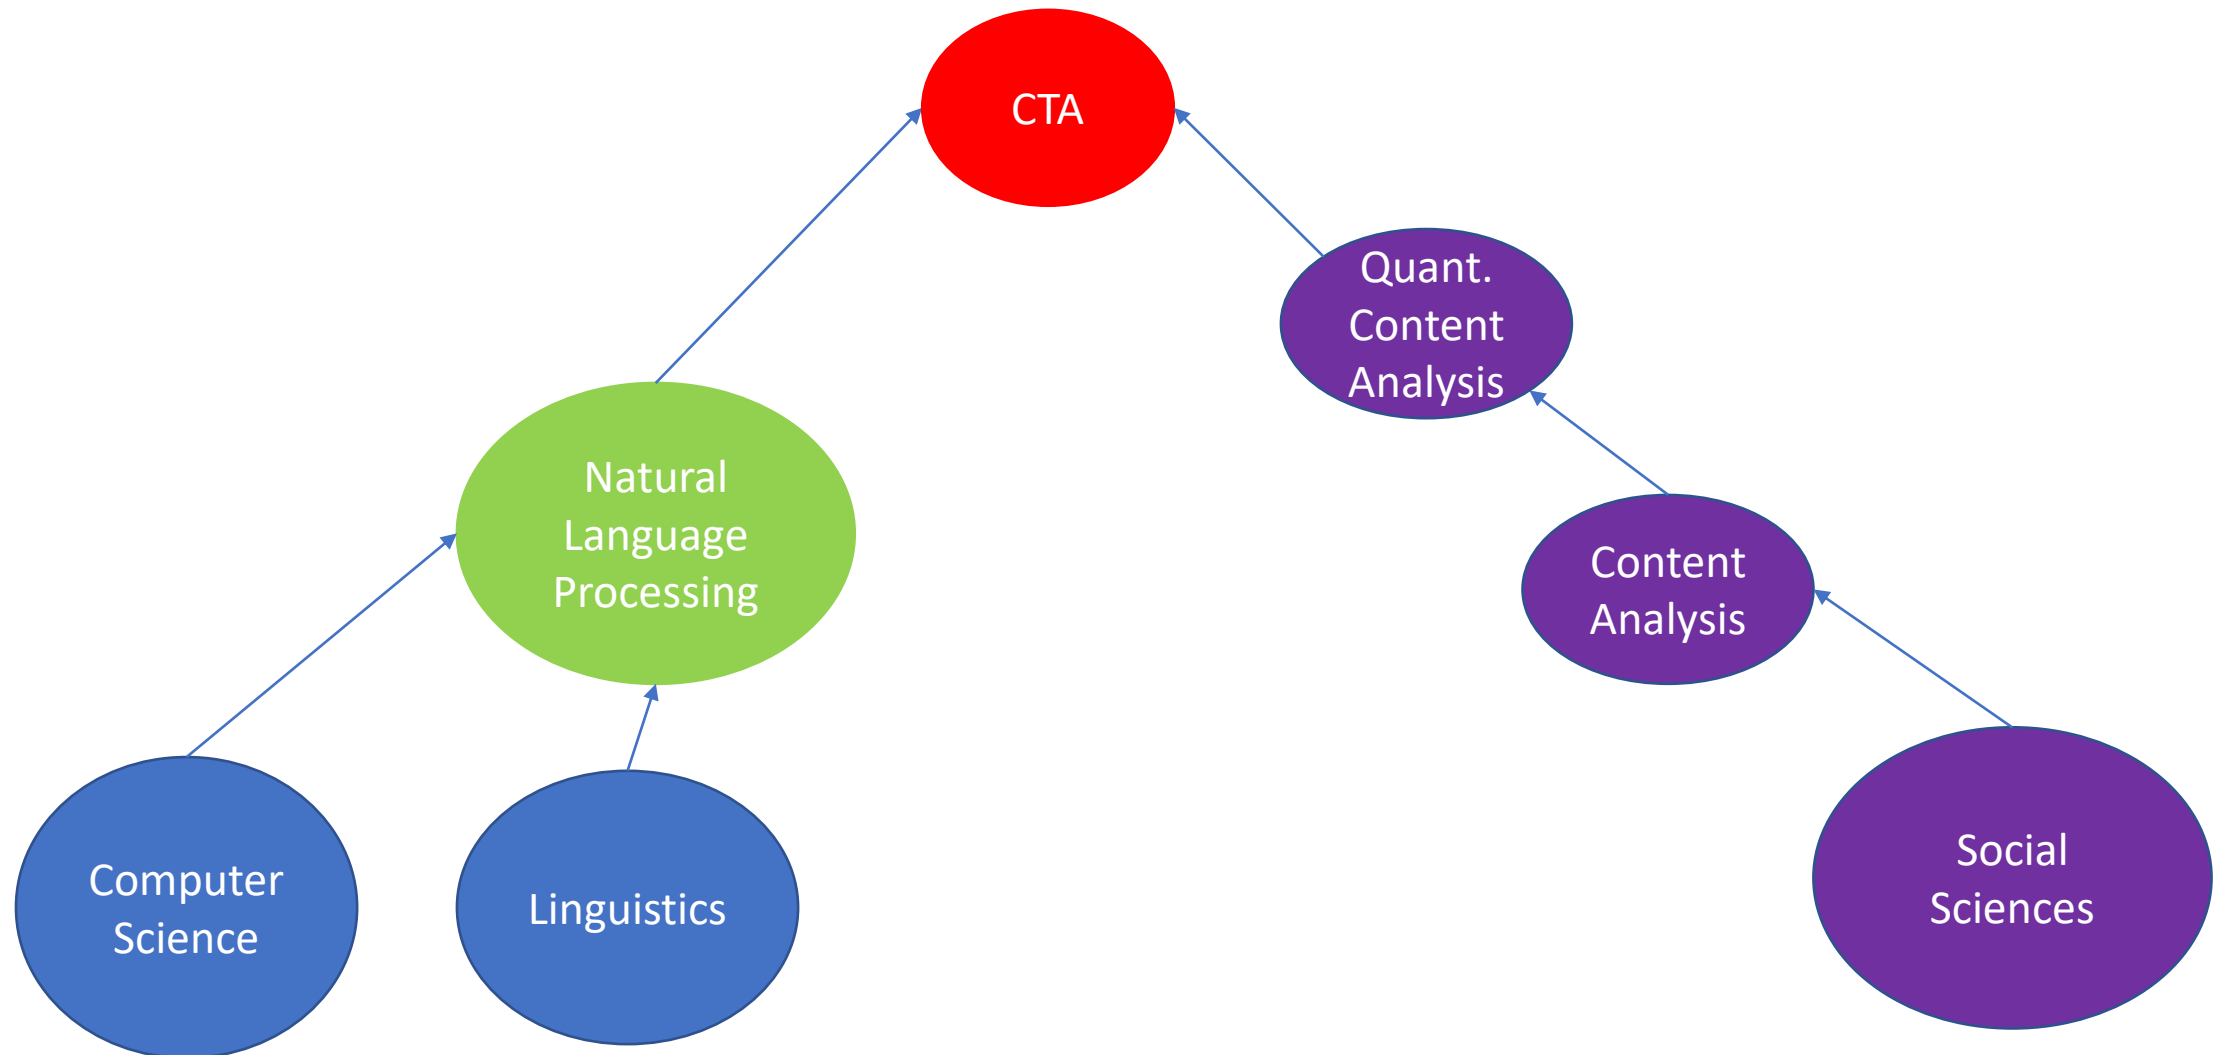 CTA
Quant.
Content
Analysis
Natural
Language
Processing
Content
Analysis
Computer
Science
Linguistics
Social
Sciences